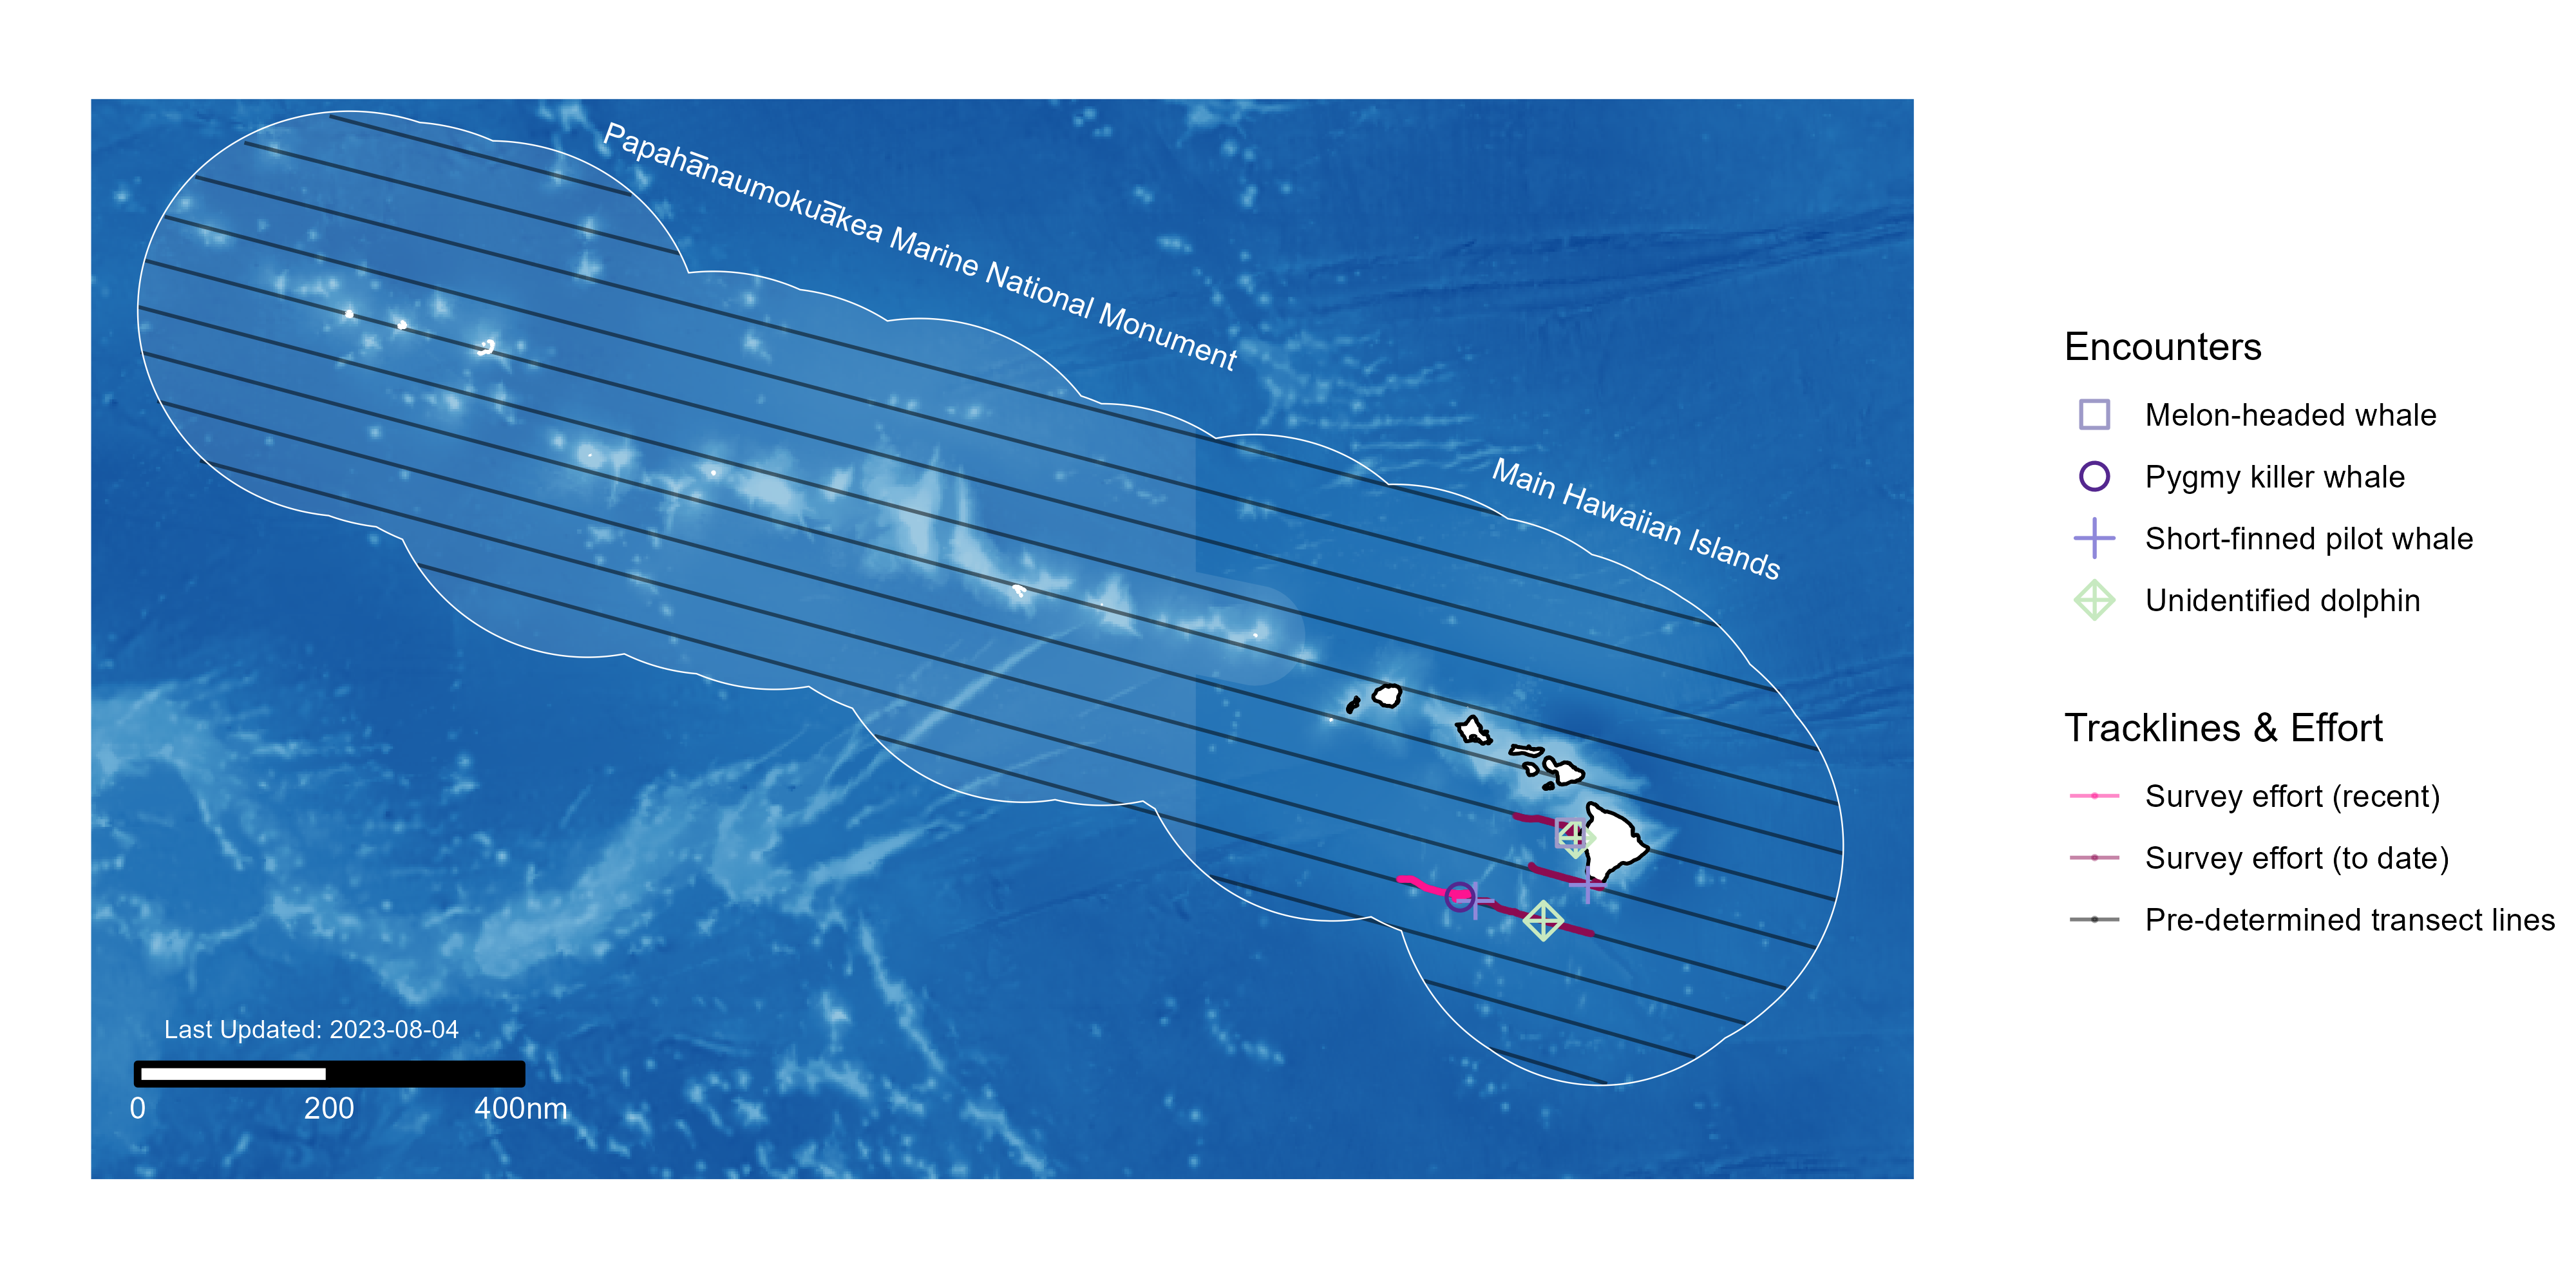 Papahānaumokuākea Marine National Monument
Main Hawaiian Islands
Last Updated: 2023-08-04
0 200 400nm
Encounters
Melon-headed whale
Pygmy killer whale
Short-finned pilot whale
Unidentified dolphin
Tracklines & Effort
Survey effort (recent)
Survey effort (to date)
Pre-determined transect lines